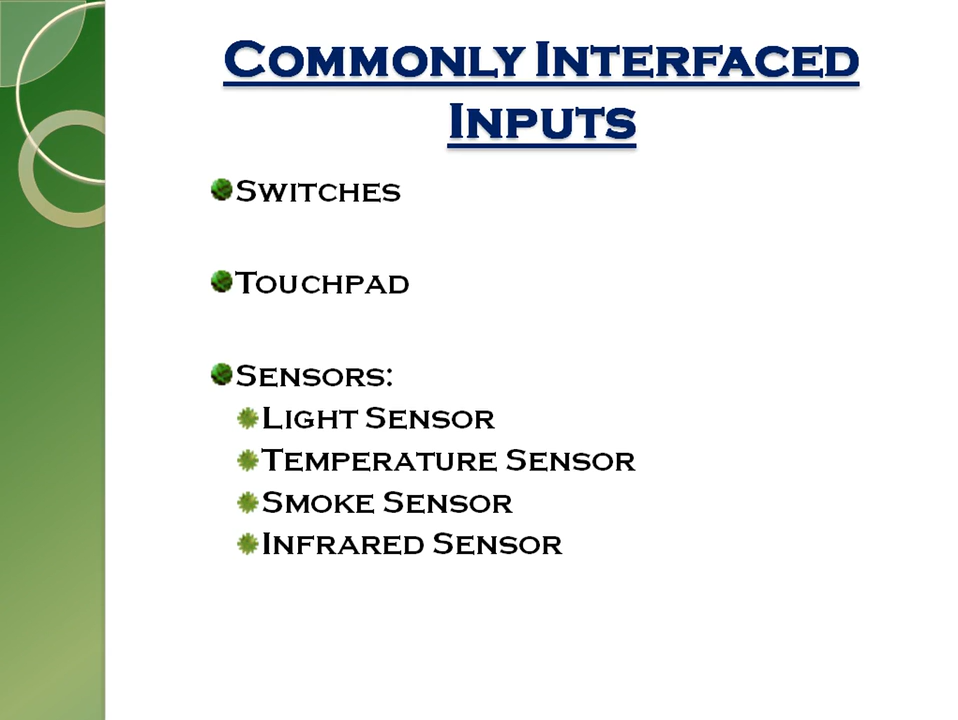 Commonly Interfaced
Inputs
Switches
Touchpad
Sensors:
Light Sensor
Temperature Sensor
Smoke Sensor
Infrared Sensor